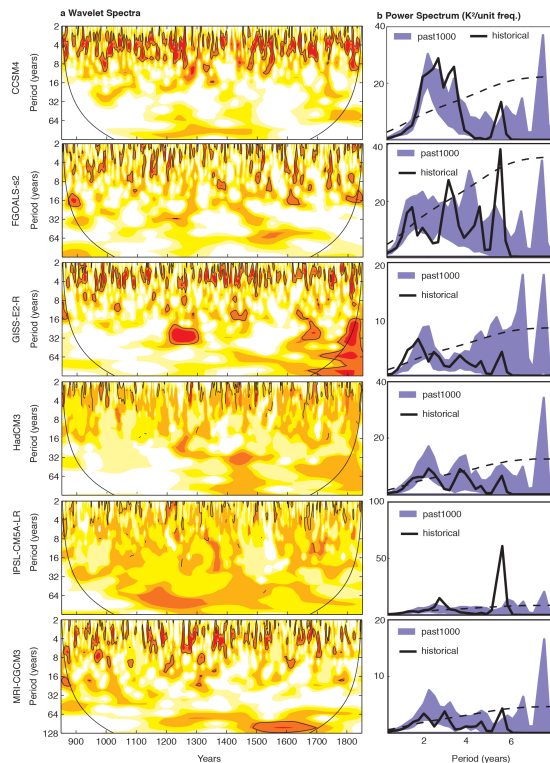 a Wavelet Spectra
b Power Spectrum (K²/unit freq.)
CCSM4
Period (years)
2
4
8
16
32
64
40
20
past1000
historical
FGOALS-s2
Period (years)
2
4
8
16
32
64
40
20
past1000
historical
GISS-E2-R
Period (years)
2
4
8
16
32
64
20
10
past1000
historical
HadCM3
Period (years)
2
4
8
16
32
64
40
20
past1000
historical
IPSL-CM5A-LR
Period (years)
2
4
8
16
32
64
100
50
past1000
historical
MRI-CGCM3
Period (years)
2
4
8
16
32
64
128
20
10
past1000
historical
900 1000 1100 1200 1300 1400 1500 1600 1700 1800
Years
2 4 6
Period (years)